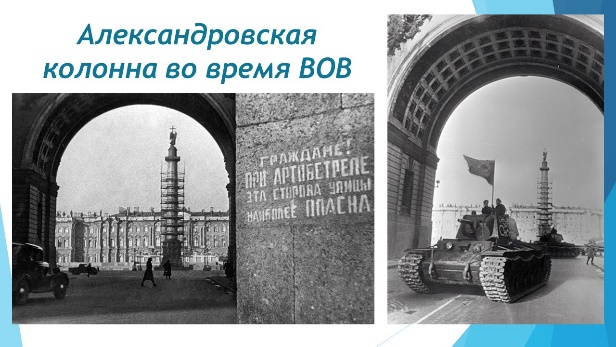 Александровская
колонна во время ВОВ
ГРАЖДАНЕ!
ПРИ АРТОБСТРЕЛЕ
ЭТА СТОРОНА УЛИЦЫ
НАИБОЛЕЕ ОПАСНА